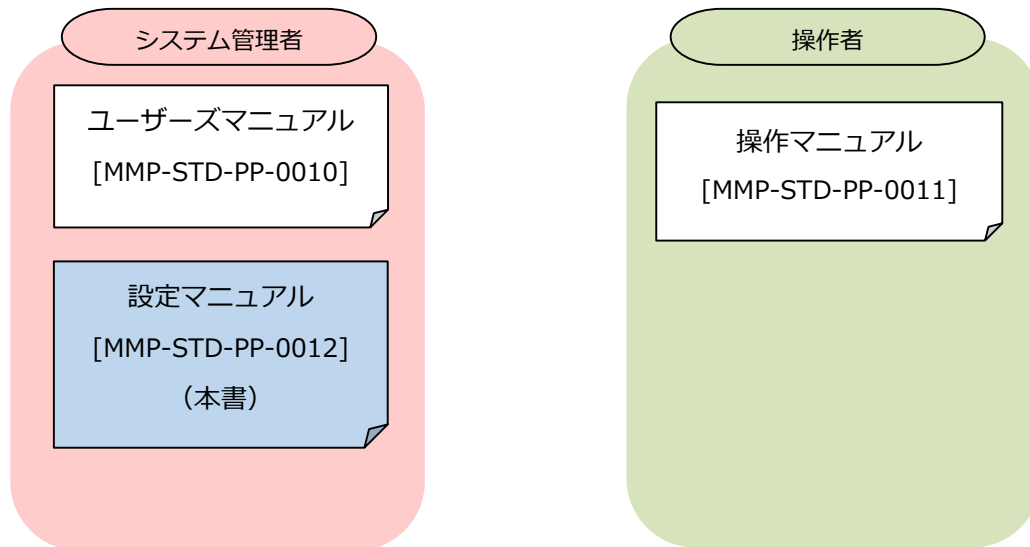 システム管理者
ユーザーズマニュアル
[MMP-STD-PP-0010]
設定マニュアル
[MMP-STD-PP-0012]
（本書）
操作者
操作マニュアル
[MMP-STD-PP-0011]